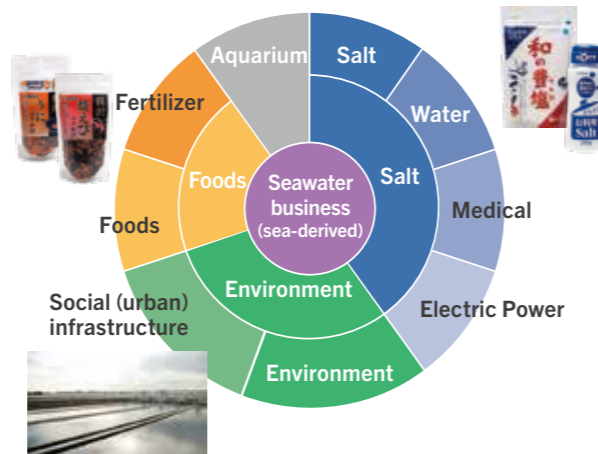 Aquarium
Salt
Fertilizer
Water
Foods
Salt
Seawater
business
(sea-derived)
Medical
Foods
Environment
Social (urban)
infrastructure
Electric Power
Environment
和の豊塩
Salt